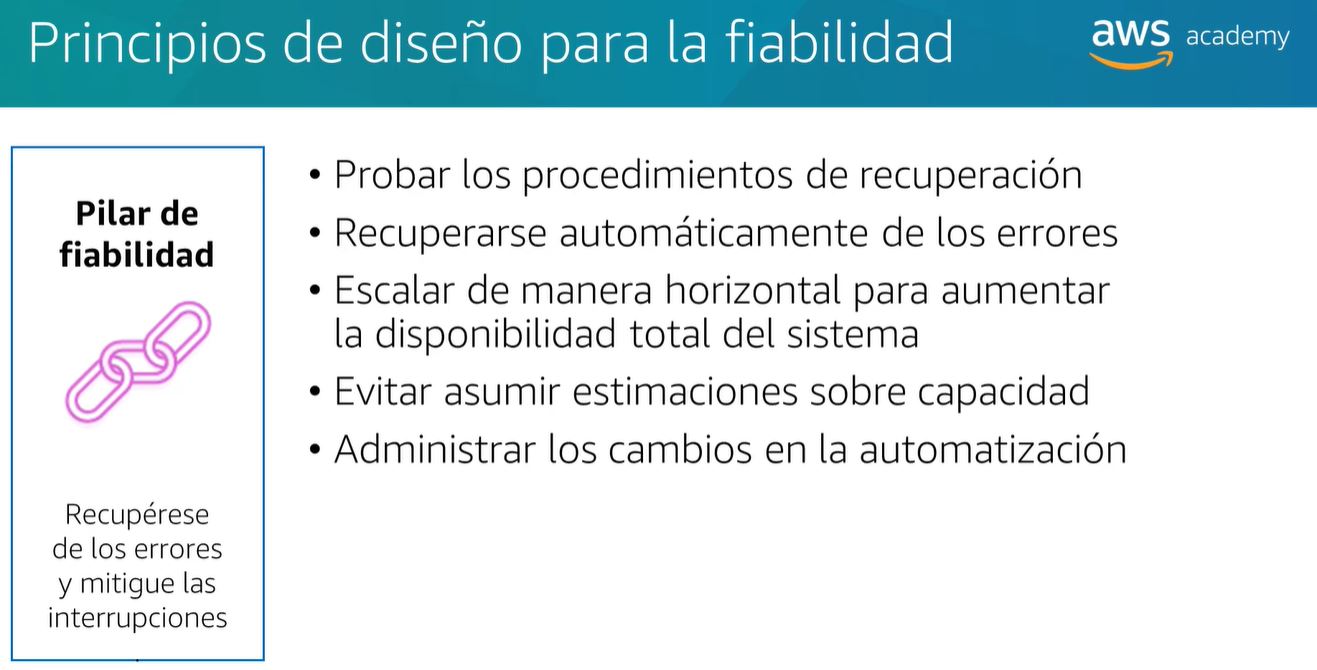 Principios de diseño para la fiabilidad
aws academy
Pilar de
fiabilidad
Recupérese
de los errores
y mitigue las
interrupciones
• Probar los procedimientos de recuperación
• Recuperarse automáticamente de los errores
• Escalar de manera horizontal para aumentar
la disponibilidad total del sistema
• Evitar asumir estimaciones sobre capacidad
• Administrar los cambios en la automatización